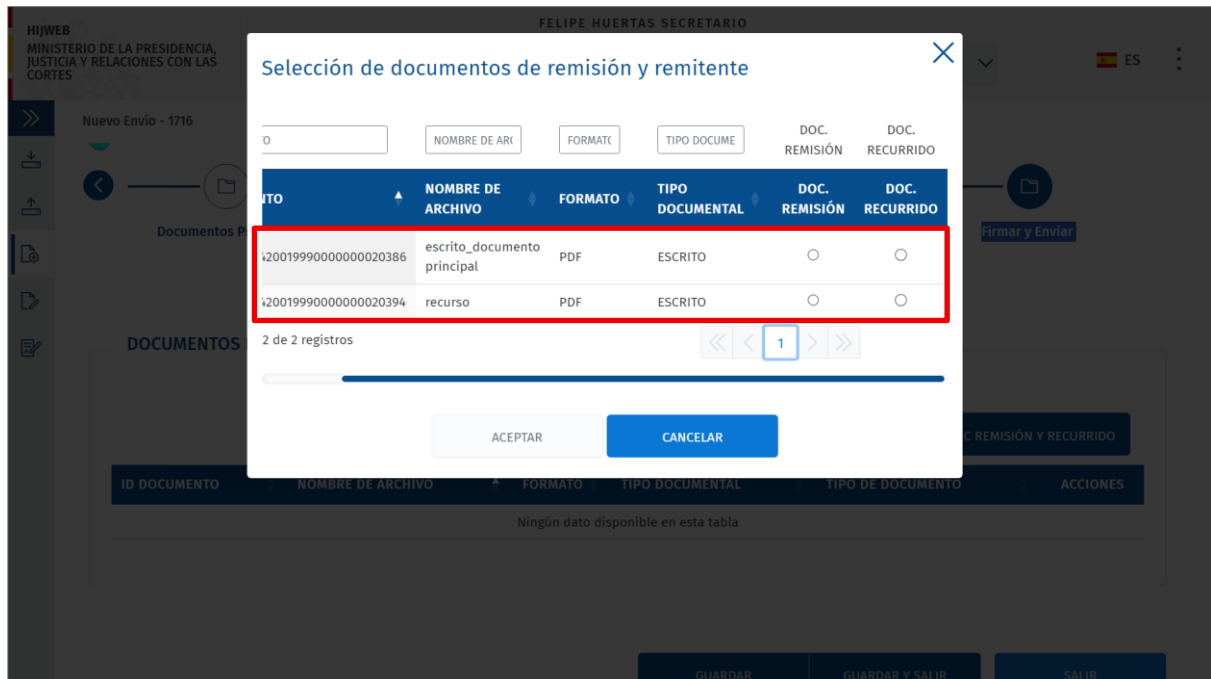 FELIPE HUERTAS SECRETARIO
HIJWEB
MINISTERIO DE LA PRESIDENCIA,
JUSTICIA Y RELACIONES CON LAS
CORTES
ES
Nuevo Envío - 1716
Documentos P
Firmar y Enviar
Selección de documentos de remisión y remitente
TO
NOMBRE DE ARC
FORMATO
TIPO DOCUME
DOC.
REMISIÓN
DOC.
RECURRIDO
NTO
NOMBRE DE
ARCHIVO
FORMATO
TIPO
DOCUMENTAL
DOC.
REMISIÓN
DOC.
RECURRIDO
4200199900000000020386
escrito_documento
principal
PDF
ESCRITO
4200199900000000020394
recurso
PDF
ESCRITO
2 de 2 registros
1
ACEPTAR
CANCELAR
DOCUMENTOS
C REMISIÓN Y RECURRIDO
ID DOCUMENTO
NOMBRE DE ARCHIVO
FORMATO
TIPO DOCUMENTAL
TIPO DE DOCUMENTO
ACCIONES
Ningún dato disponible en esta tabla
GUARDAR
GUARDAR Y SALIR
SALIR